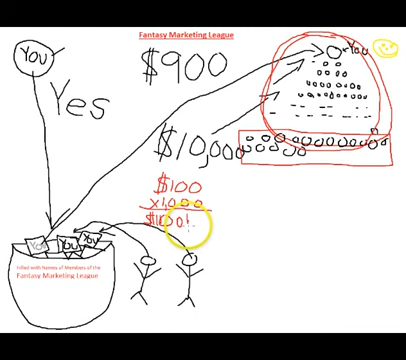 Fantasy Marketing League
YOU
You
$900
Yes
$10,000
$100
x1,000
You
You
You
Filled with Names of Members of the
Fantasy Marketing League